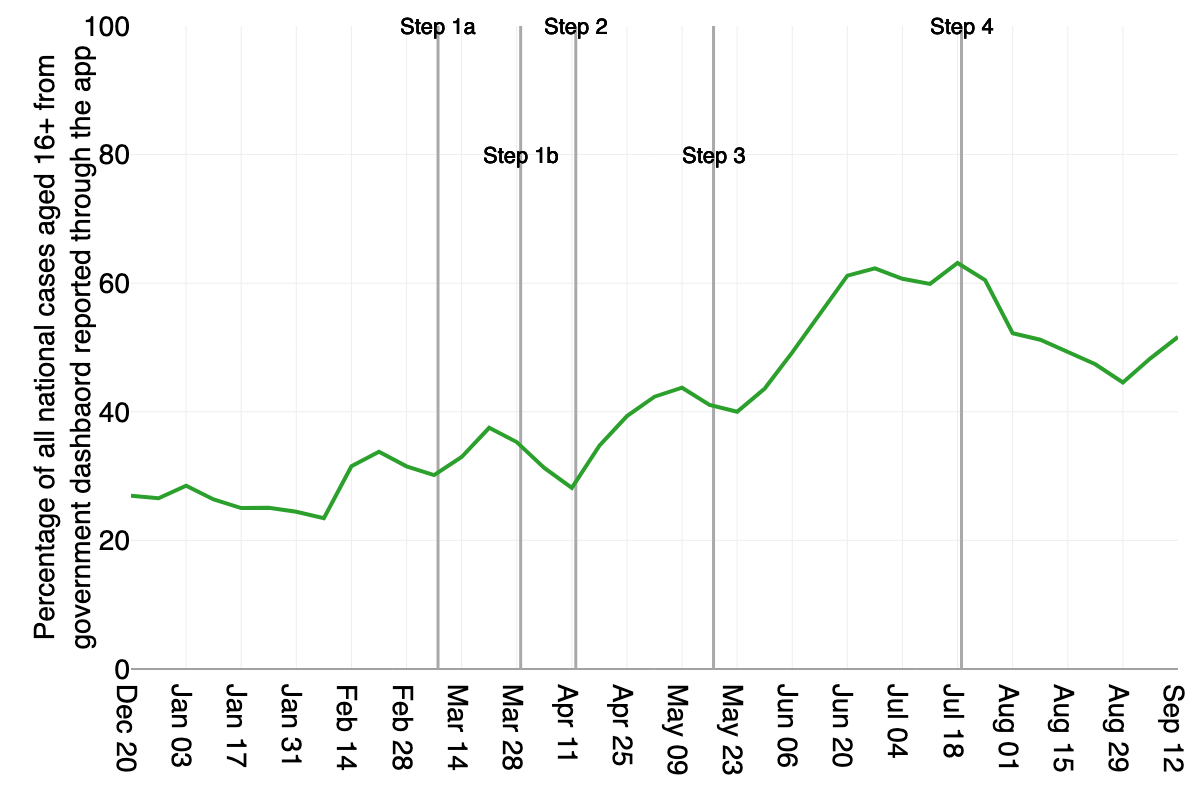 Percentage of all national cases aged 16+ from
government dashbaord reported through the app
100
80
60
40
20
0
Step 1a
Step 2
Step 4
Step 1b
Step 3
Dec 20
Jan 03
Jan 17
Jan 31
Feb 14
Feb 28
Mar 14
Mar 28
Apr 11
Apr 25
May 09
May 23
Jun 06
Jun 20
Jul 04
Jul 18
Aug 01
Aug 15
Aug 29
Sep 12